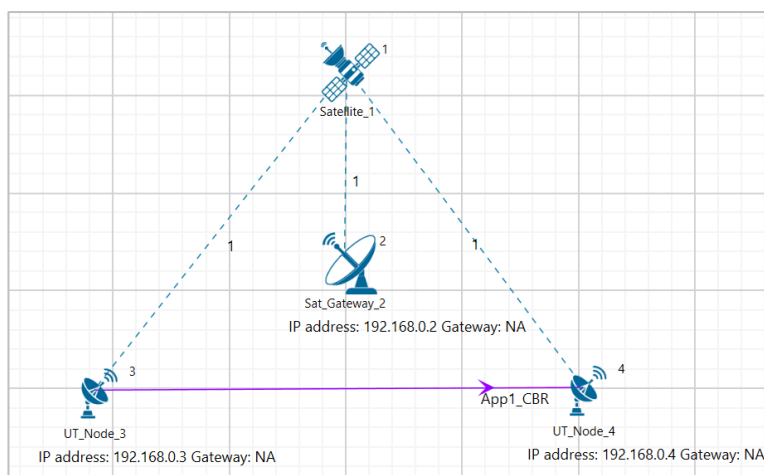 1
Satellite_1
1
1
1
2
Sat_Gateway_2
IP address: 192.168.0.2 Gateway: NA
3
4
App1_CBR
UT_Node_3
UT_Node_4
IP address: 192.168.0.3 Gateway: NA
IP address: 192.168.0.4 Gateway: NA